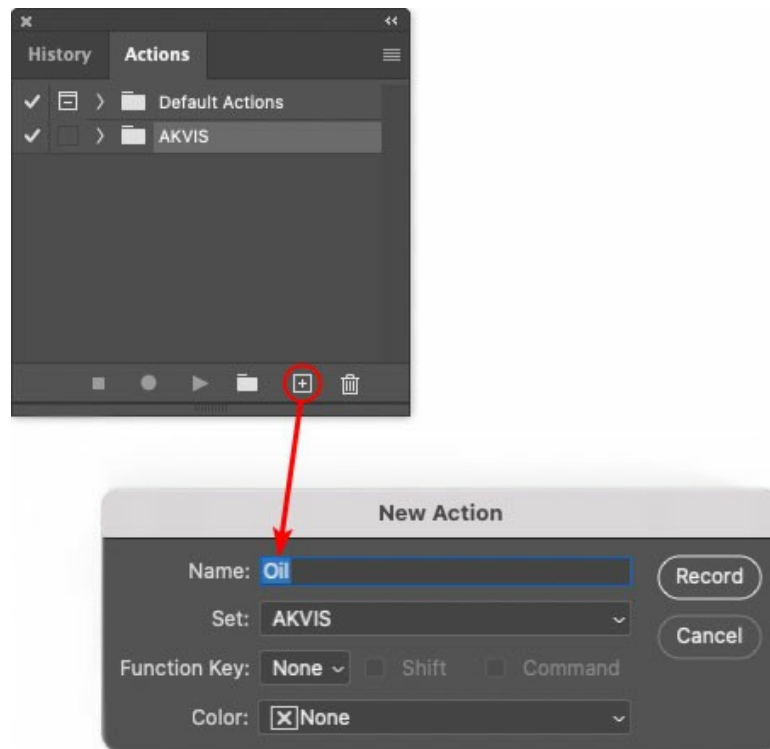 History Actions
Default Actions
AKVIS
New Action
Name: Oil
Record
Set: AKVIS
Cancel
Function Key: None Shift Command
Color: None